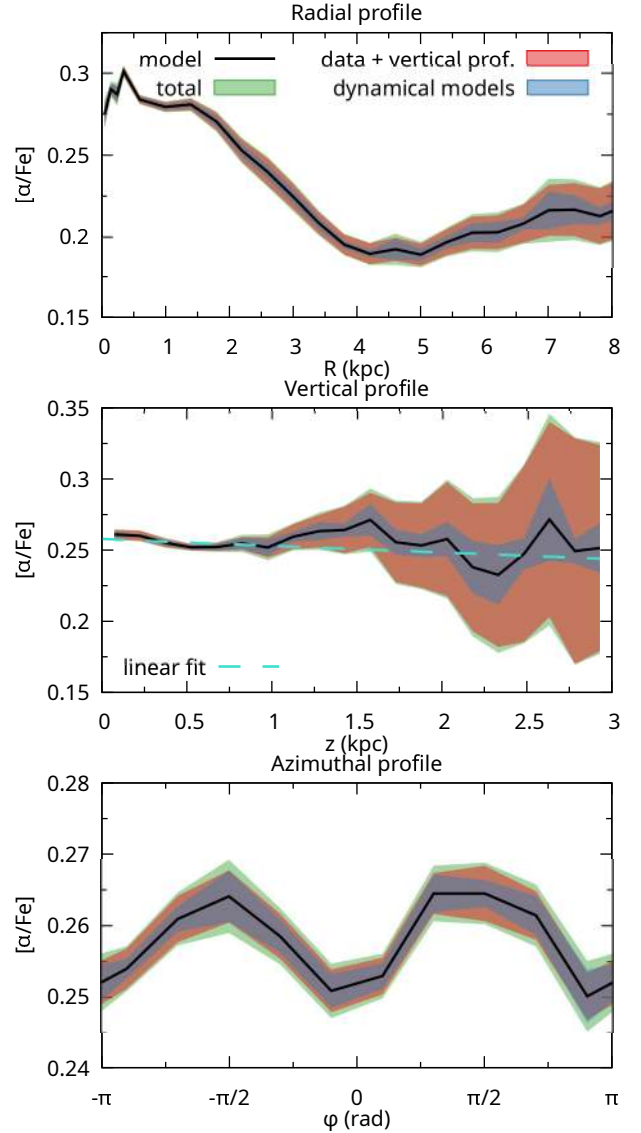 Radial profile
model
data + vertical prof.
total
dynamical models
[α/Fe]
0.3
0.25
0.2
0.15
0 1 2 3 4 5 6 7 8
R (kpc)
Vertical profile
[α/Fe]
0.35
0.3
0.25
0.2
0.15
linear fit
0 0.5 1 1.5 2 2.5 3
z (kpc)
Azimuthal profile
[α/Fe]
0.28
0.27
0.26
0.25
0.24
-π -π/2 0 π/2 π
φ (rad)